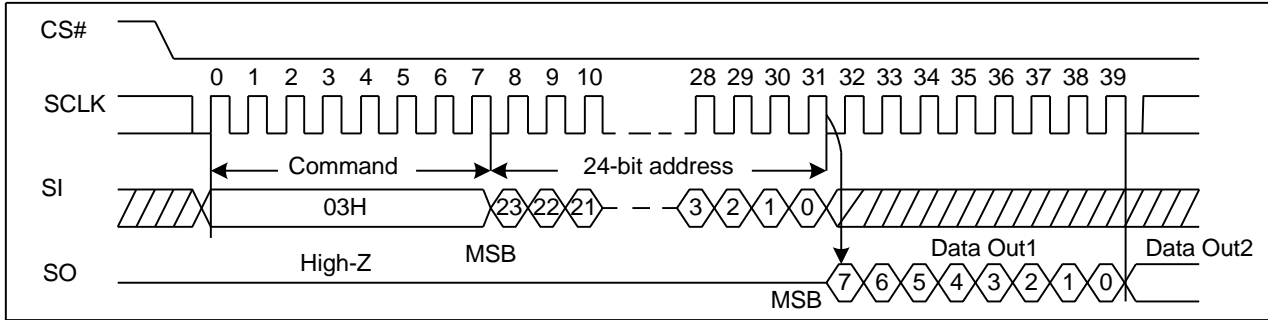 CS#
0 1 2 3 4 5 6 7 8 9 10 28 29 30 31 32 33 34 35 36 37 38 39
SCLK
Command 24-bit address
SI
03H 23 22 21 3 2 1 0
High-Z MSB Data Out1 Data Out2
SO
MSB 7 6 5 4 3 2 1 0